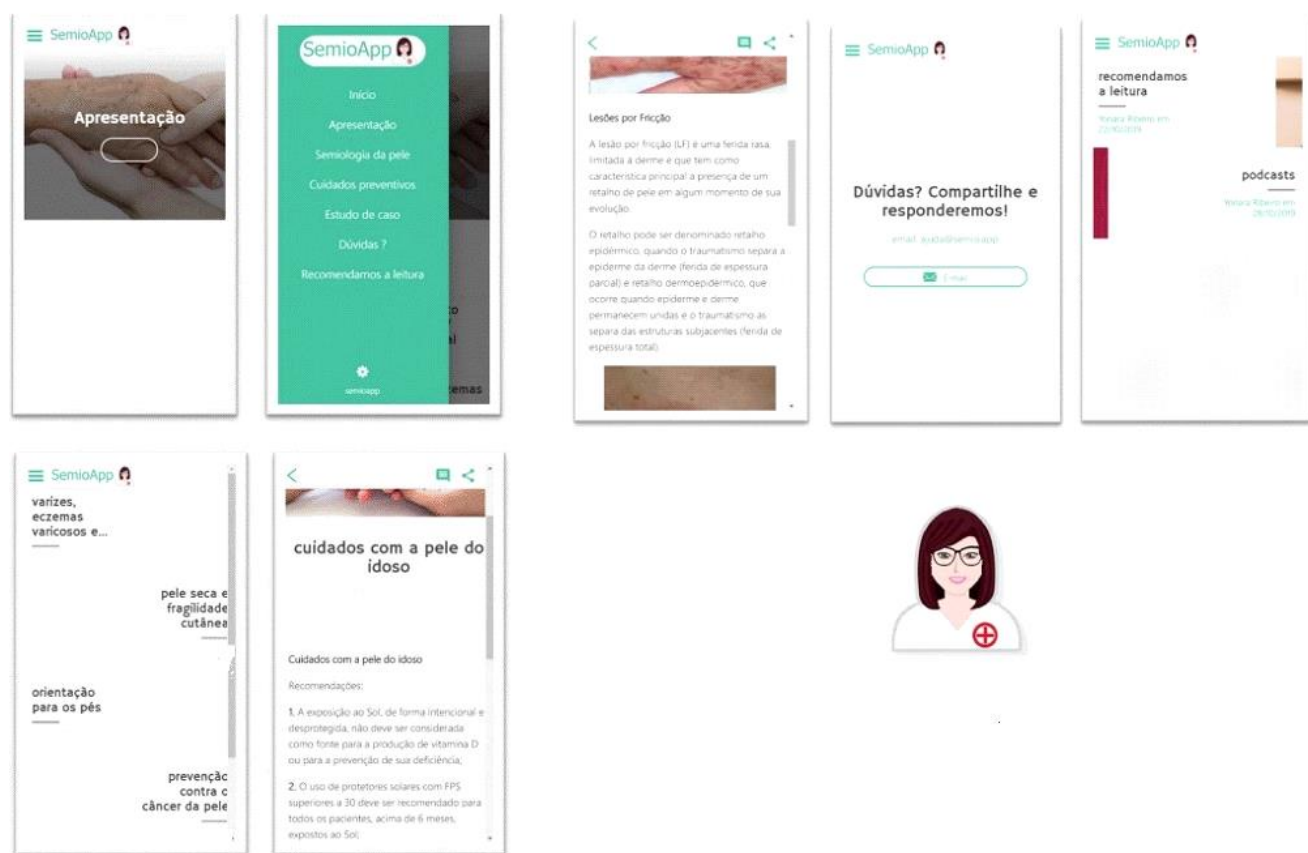 SemioApp
Apresentação
SemioApp
Início
Apresentação
Semiologia da pele
Cuidados preventivos
Estudo de caso
Dúvidas ?
Recomendamos a leitura
semioapp
Lesões por Fricção
A lesão por fricção (LF) é uma ferida rasa,
limitada à derme e que tem como
característica principal a presença de um
retalho de pele em algum momento de sua
evolução.
O retalho pode ser denominado retalho
epidérmico, quando o traumatismo separa a
epiderme da derme (ferida de espessura
parcial) e retalho dermoepidérmico, que
ocorre quando epiderme e derme
permanecem unidas e o traumatismo as
separa das estruturas subjacentes (ferida de
espessura total).
SemioApp
Dúvidas? Compartilhe e
responderemos!
E-mail
SemioApp
recomendamos
a leitura
Ribeiro em
22/10/2019
podcasts
Ribeiro em
SemioApp
varizes,
eczemas
varicosos e...
pele seca e
fragilidade
cutânea
orientação
para os pés
prevenção
contra o
câncer da pele
cuidados com a pele do
idoso
Cuidados com a pele do idoso
Recomendações:
1. A exposição ao Sol, de forma intencional e
desprotegida, não deve ser considerada
como fonte para a produção de vitamina D
ou para a prevenção de sua deficiência;
2. O uso de protetores solares com FPS
superiores a 30 deve ser recomendado para
todos os pacientes, acima de 6 meses,
expostos ao Sol;